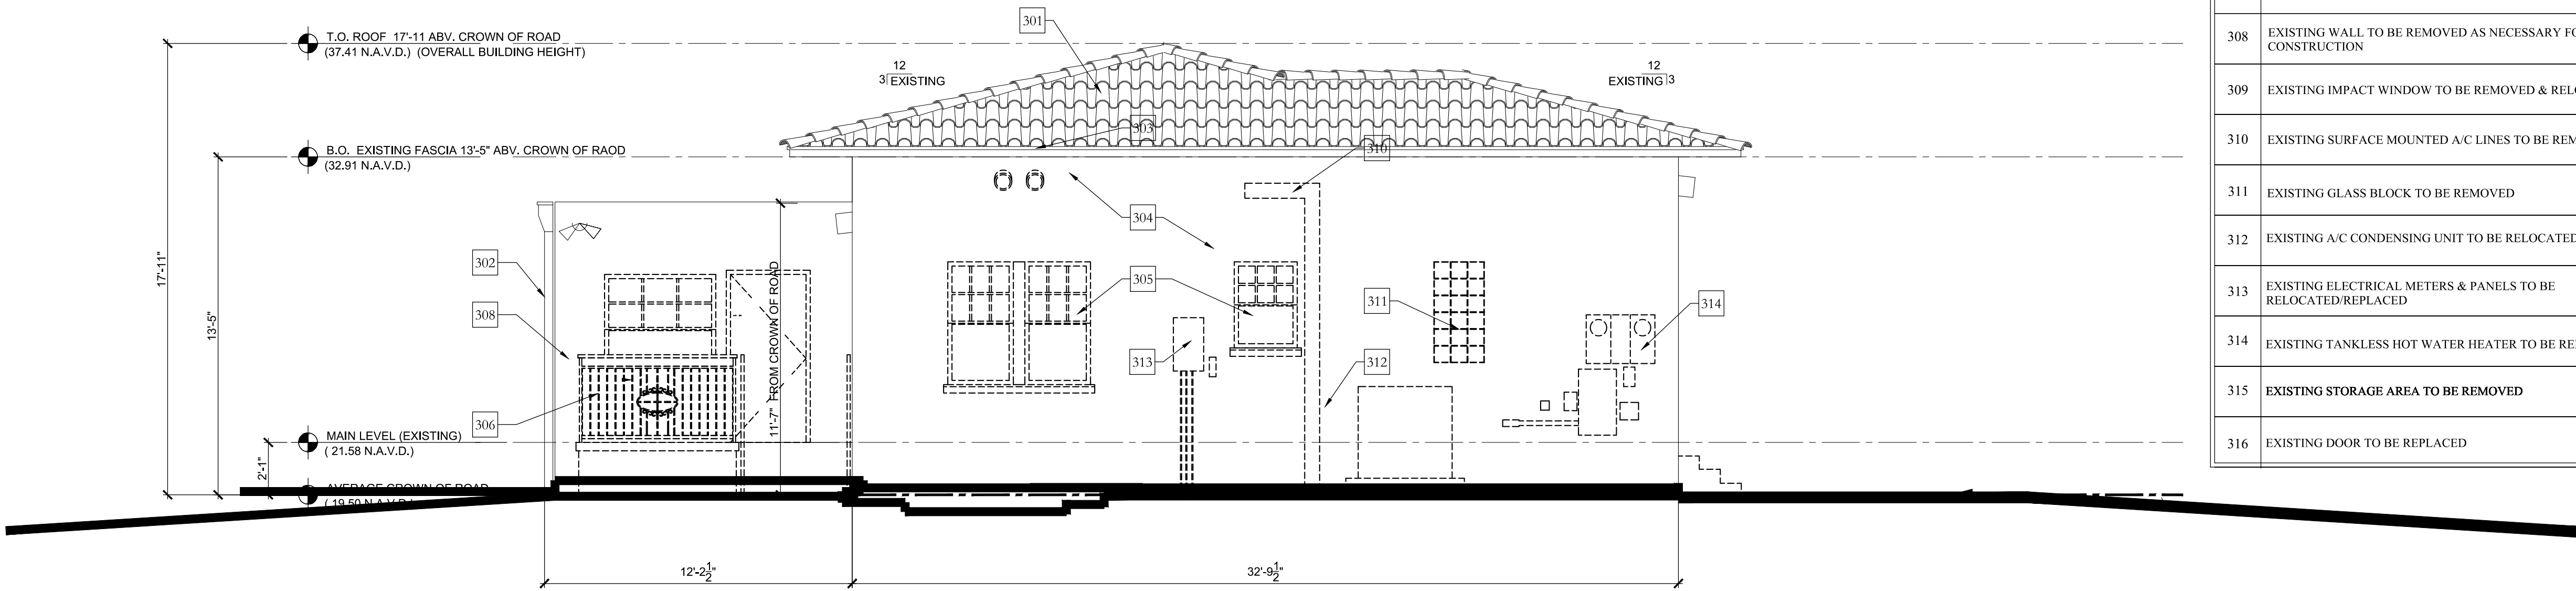 301
T.O. ROOF 17'-11 ABV. CROWN OF ROAD
(37.41 N.A.V.D.) (OVERALL BUILDING HEIGHT)
12
3 EXISTING
12
EXISTING 3
303
310
B.O. EXISTING FASCIA 13'-5" ABV. CROWN OF RAOD
(32.91 N.A.V.D.)
304
302
17'-11"
13'-5"
11'-7" FROM CROWN OF ROAD
305
311
314
308
313
312
306
MAIN LEVEL (EXISTING)
( 21.58 N.A.V.D.)
2'-1"
AVERAGE CROWN OF ROAD
( 19.50 N.A.V.D.)
12'-2 1/2"
32'-9 1/2"
308 EXISTING WALL TO BE REMOVED AS NECESSARY
CONSTRUCTION
309 EXISTING IMPACT WINDOW TO BE REMOVED &
310 EXISTING SURFACE MOUNTED A/C LINES TO BE
311 EXISTING GLASS BLOCK TO BE REMOVED
312 EXISTING A/C CONDENSING UNIT TO BE RELOCATED
313 EXISTING ELECTRICAL METERS & PANELS TO BE
RELOCATED/REPLACED
314 EXISTING TANKLESS HOT WATER HEATER TO BE
315 EXISTING STORAGE AREA TO BE REMOVED
316 EXISTING DOOR TO BE REPLACED